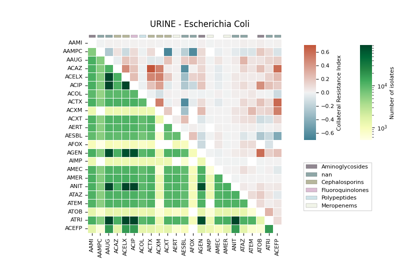 URINE - Escherichia Coli
AAMI
AAMPC
AAUG
ACAZ
ACELX
ACIP
ACOL
ACTX
ACXM
ACXT
AERT
AESBL
AFOX
AGEN
AIMP
AMEC
AMER
ANIT
ATAZ
ATEM
ATOB
ATRI
ACEFP
AAMI
AAMPC
AAUG
ACAZ
ACELX
ACIP
ACOL
ACTX
ACXM
ACXT
AERT
AESBL
AFOX
AGEN
AIMP
AMEC
AMER
ANIT
ATAZ
ATEM
ATOB
ATRI
ACEFP
0.6
0.4
0.2
0.0
−0.2
−0.4
−0.6
Collateral Resistance Index
10⁴
10³
Number of isolates
Aminoglycosides
nan
Cephalosporins
Fluoroquinolones
Polypeptides
Meropenems